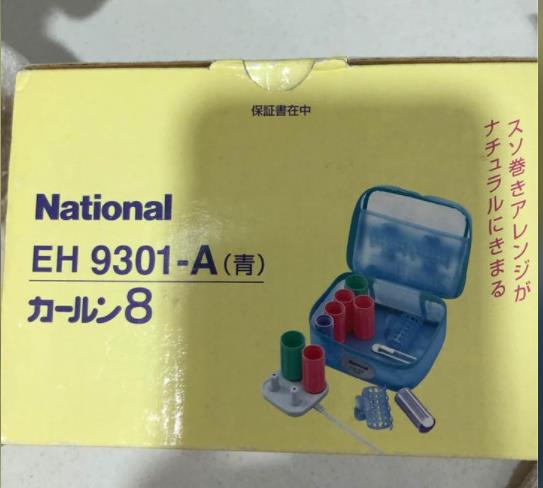 保証書在中
スソ巻きアレンジが
ナチュラルにきまる
National
EH 9301-A(青)
カールン8
National